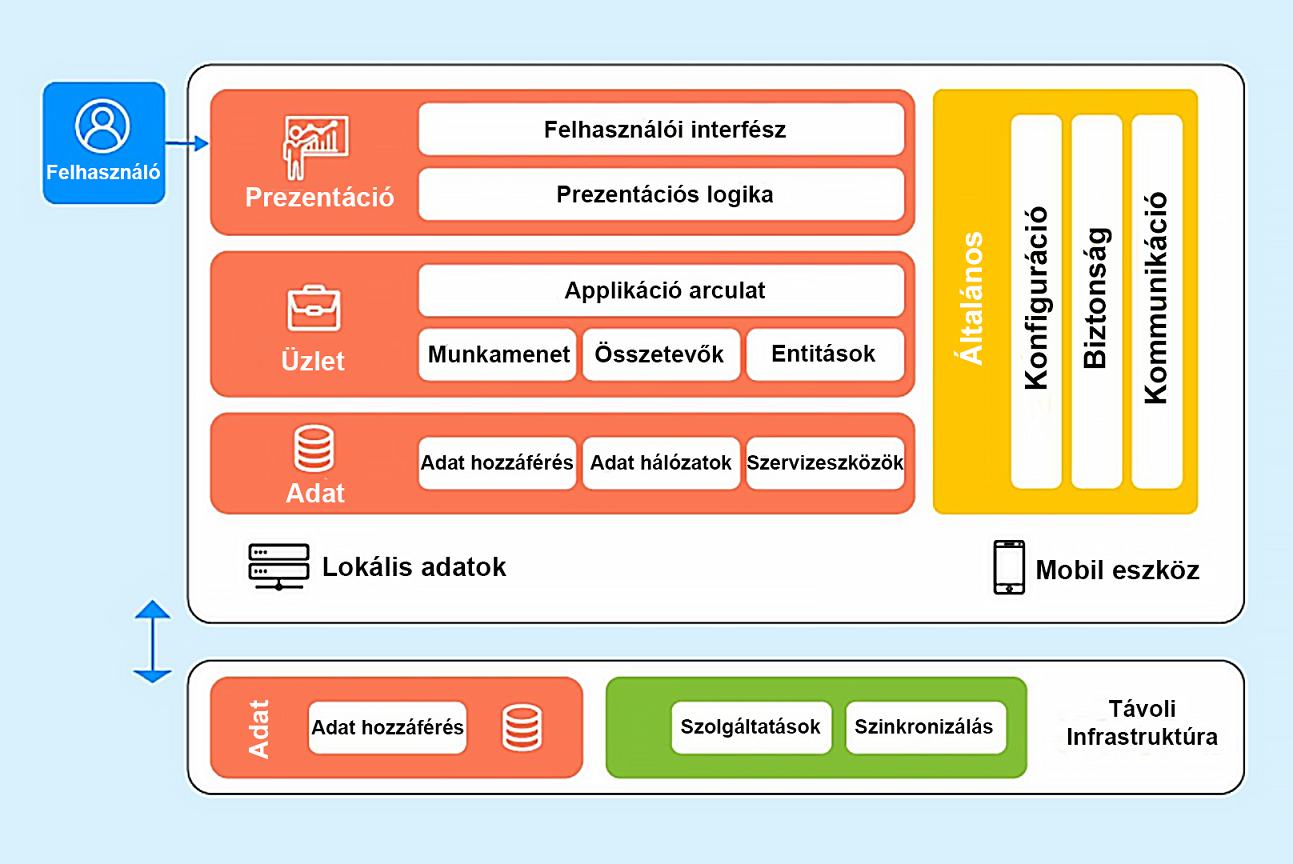 Felhasználó
Prezentáció
Felhasználói interfész
Prezentációs logika
Üzlet
Applikáció arculat
Munkamenet
Összetevők
Entitások
Adat
Adat hozzáférés
Adat hálózatok
Szervizeszközök
Általános
Konfiguráció
Biztonság
Kommunikáció
Lokális adatok
Mobil eszköz
Adat
Adat hozzáférés
Szolgáltatások
Szinkronizálás
Távoli
Infrastruktúra